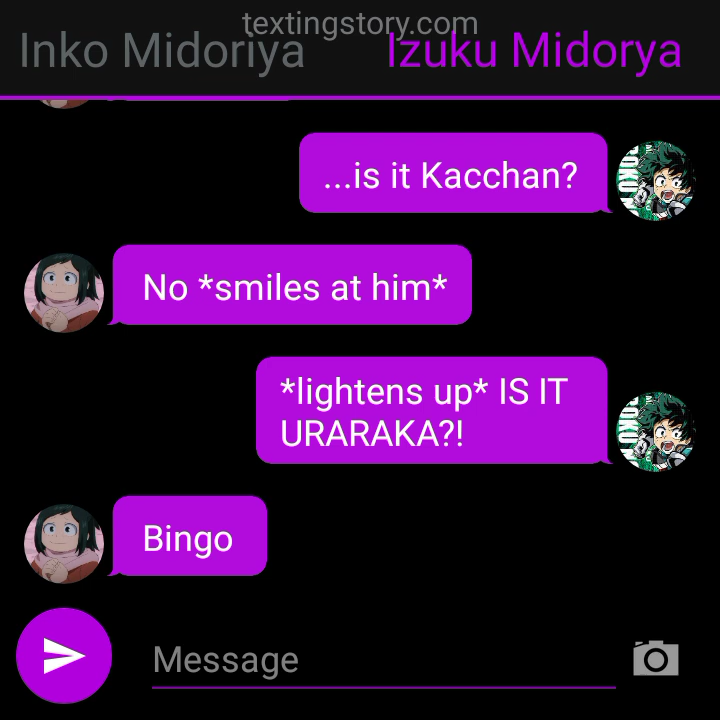 textingstory.com
Inko Midoriya Izuku Midorya
...is it Kacchan?
No *smiles at him*
*lightens up* IS IT
URARAKA?!
Bingo
Message